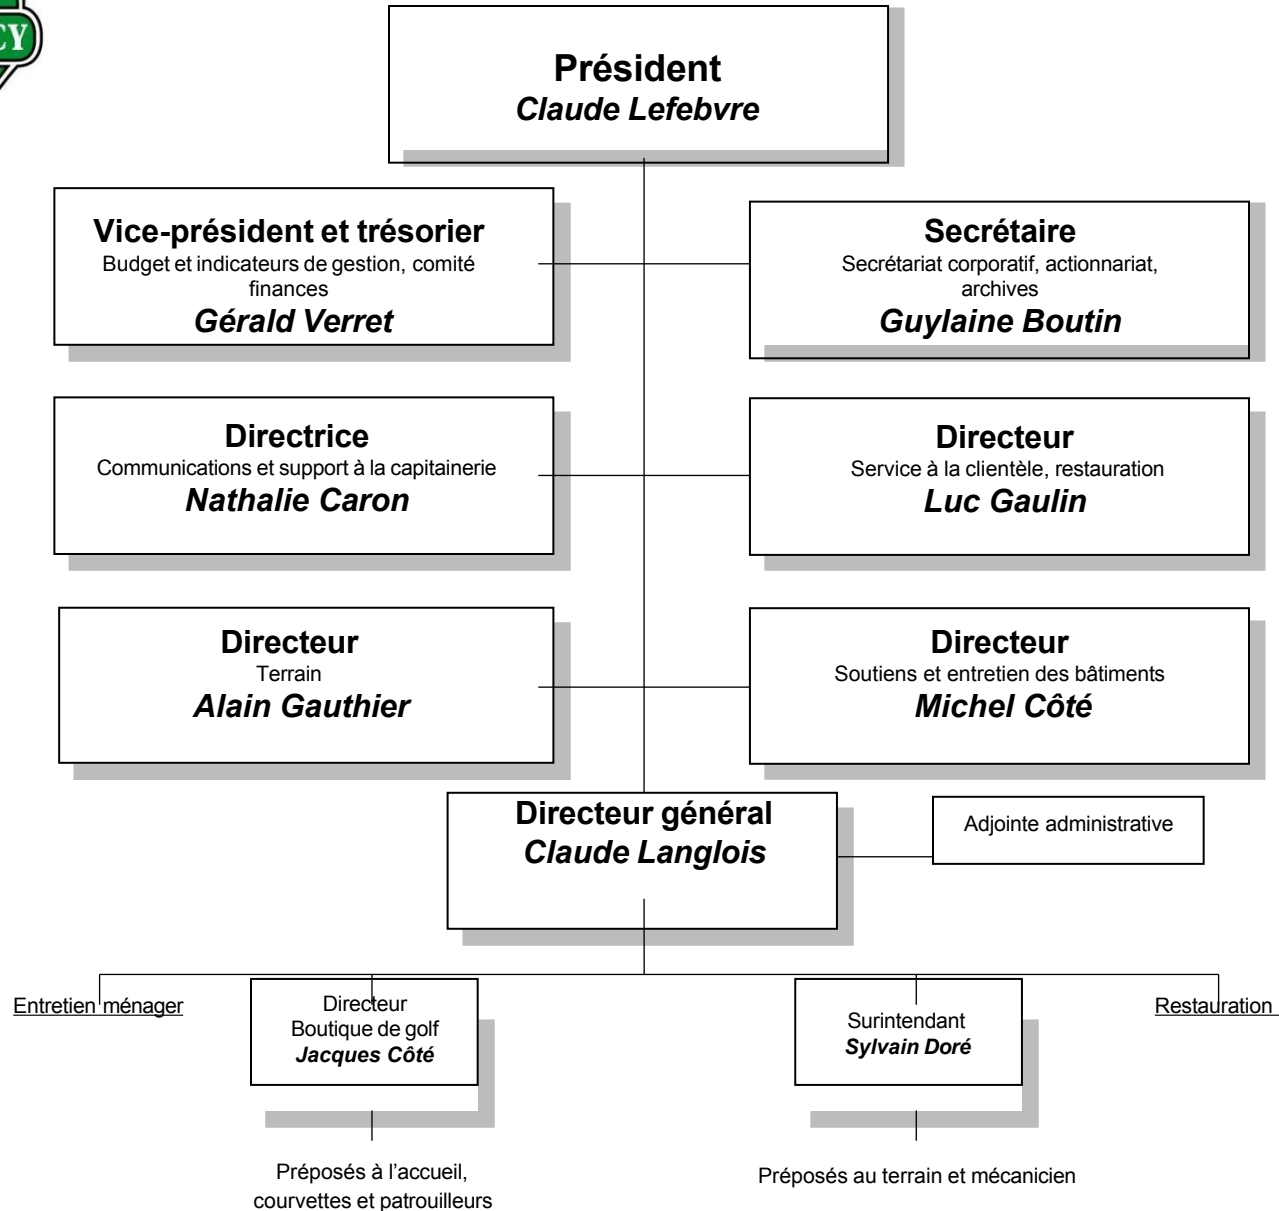 CY
Président
Claude Lefebvre
Vice-président et trésorier
Budget et indicateurs de gestion, comité
finances
Gérald Verret
Secrétaire
Secrétariat corporatif, actionnariat,
archives
Guylaine Boutin
Directrice
Communications et support à la capitainerie
Nathalie Caron
Directeur
Service à la clientèle, restauration
Luc Gaulin
Directeur
Terrain
Alain Gauthier
Directeur
Soutiens et entretien des bâtiments
Michel Côté
Directeur général
Claude Langlois
Adjointe administrative
Entretien ménager
Directeur
Boutique de golf
Jacques Côté
Surintendant
Sylvain Doré
Restauration
Préposés à l'accueil,
courvettes et patrouilleurs
Préposés au terrain et mécanicien